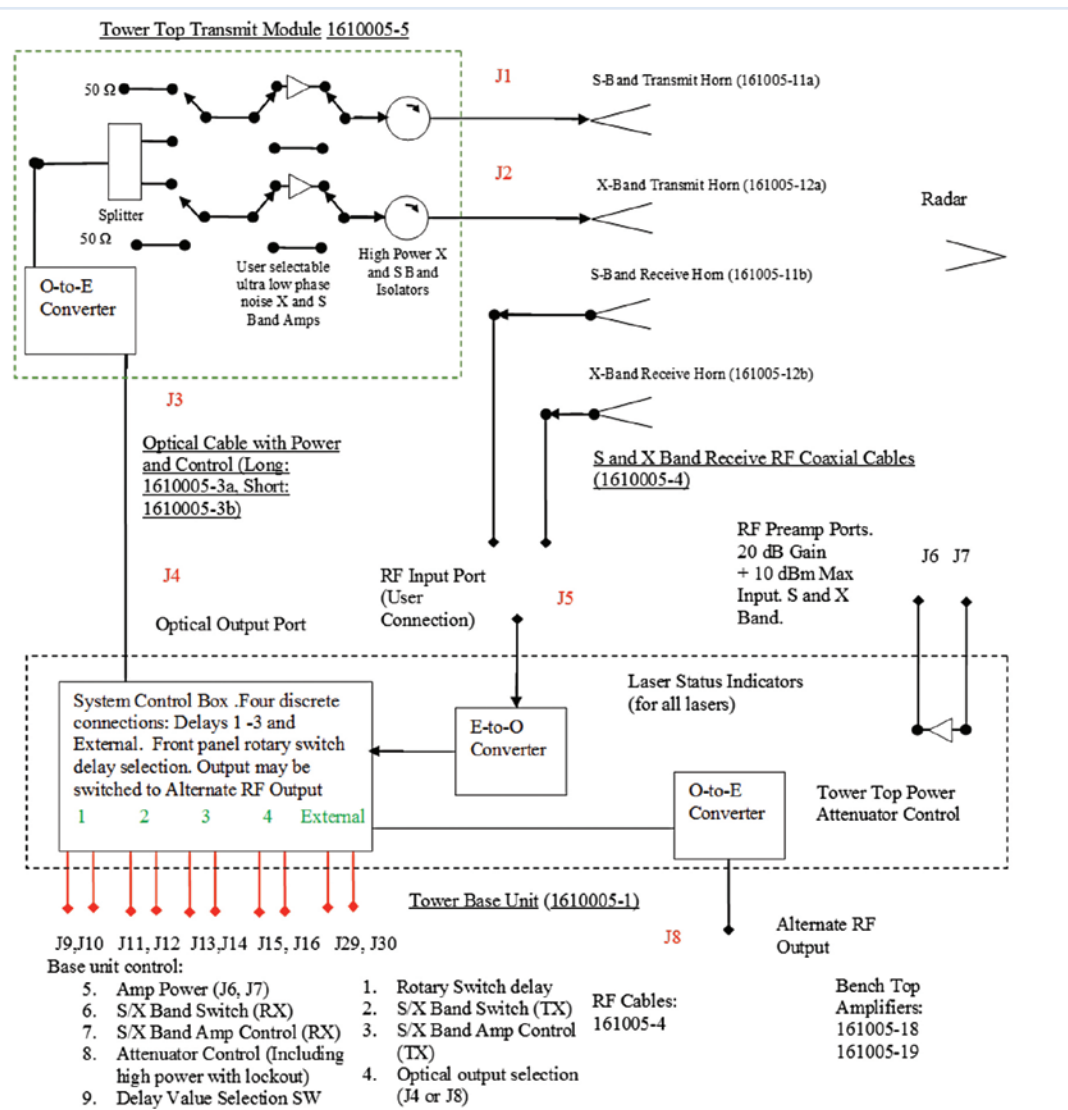 Tower Top Transmit Module 1610005-5
50 Ω
J1
S-Band Transmit Horn (161005-11a)
J2
X-Band Transmit Horn (161005-12a)
Radar
Splitter
50 Ω
O-to-E
Converter
User selectable
ultra low phase
noise X and S
Band Amps
High Power X
and S Band
Isolators
S-Band Receive Horn (161005-11b)
X-Band Receive Horn (161005-12b)
J3
Optical Cable with Power
and Control (Long:
1610005-3a, Short:
1610005-3b)
S and X Band Receive RF Coaxial Cables
(1610005-4)
RF Preamp Ports.
20 dB Gain
+ 10 dBm Max
Input. S and X
Band.
J6 J7
J4
Optical Output Port
RF Input Port
(User
Connection)
J5
System Control Box .Four discrete
connections: Delays 1 -3 and
External. Front panel rotary switch
delay selection. Output may be
switched to Alternate RF Output
1 2 3 4 External
E-to-O
Converter
Laser Status Indicators
(for all lasers)
O-to-E
Converter
Tower Top Power
Attenuator Control
Tower Base Unit (1610005-1)
J8
Alternate RF
Output
J9,J10 J11, J12 J13,J14 J15, J16 J29, J30
Base unit control:
5. Amp Power (J6, J7)
6. S/X Band Switch (RX)
7. S/X Band Amp Control (RX)
8. Attenuator Control (Including
high power with lockout)
9. Delay Value Selection SW
1. Rotary Switch delay
2. S/X Band Switch (TX)
3. S/X Band Amp Control
(TX)
4. Optical output selection
(J4 or J8)
RF Cables:
161005-4
Bench Top
Amplifiers:
161005-18
161005-19